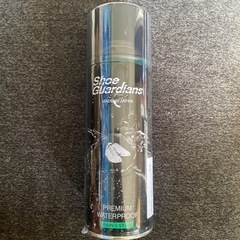 Shoe
Guardians
MADE IN JAPAN
PREMIUM
WATERPROOF